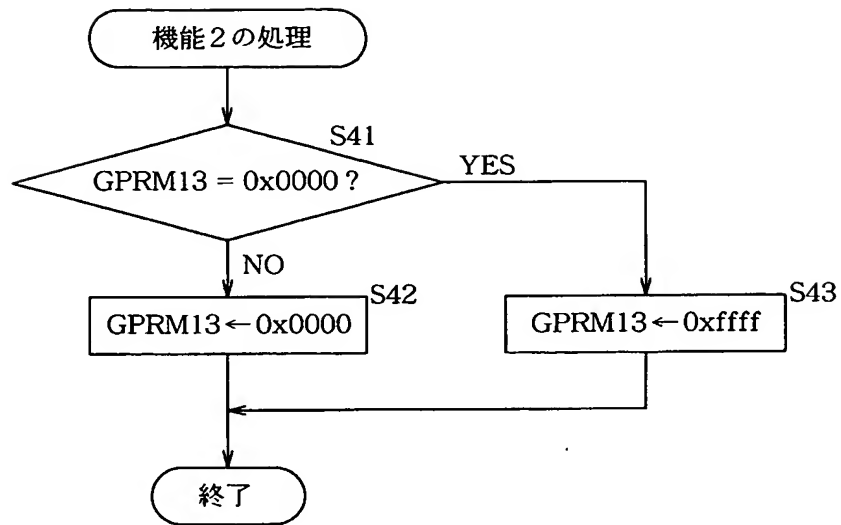 機能2の処理
S41
GPRM13 = 0x0000 ?
YES
NO
S42
GPRM13←0x0000
S43
GPRM13←0xffff
終了